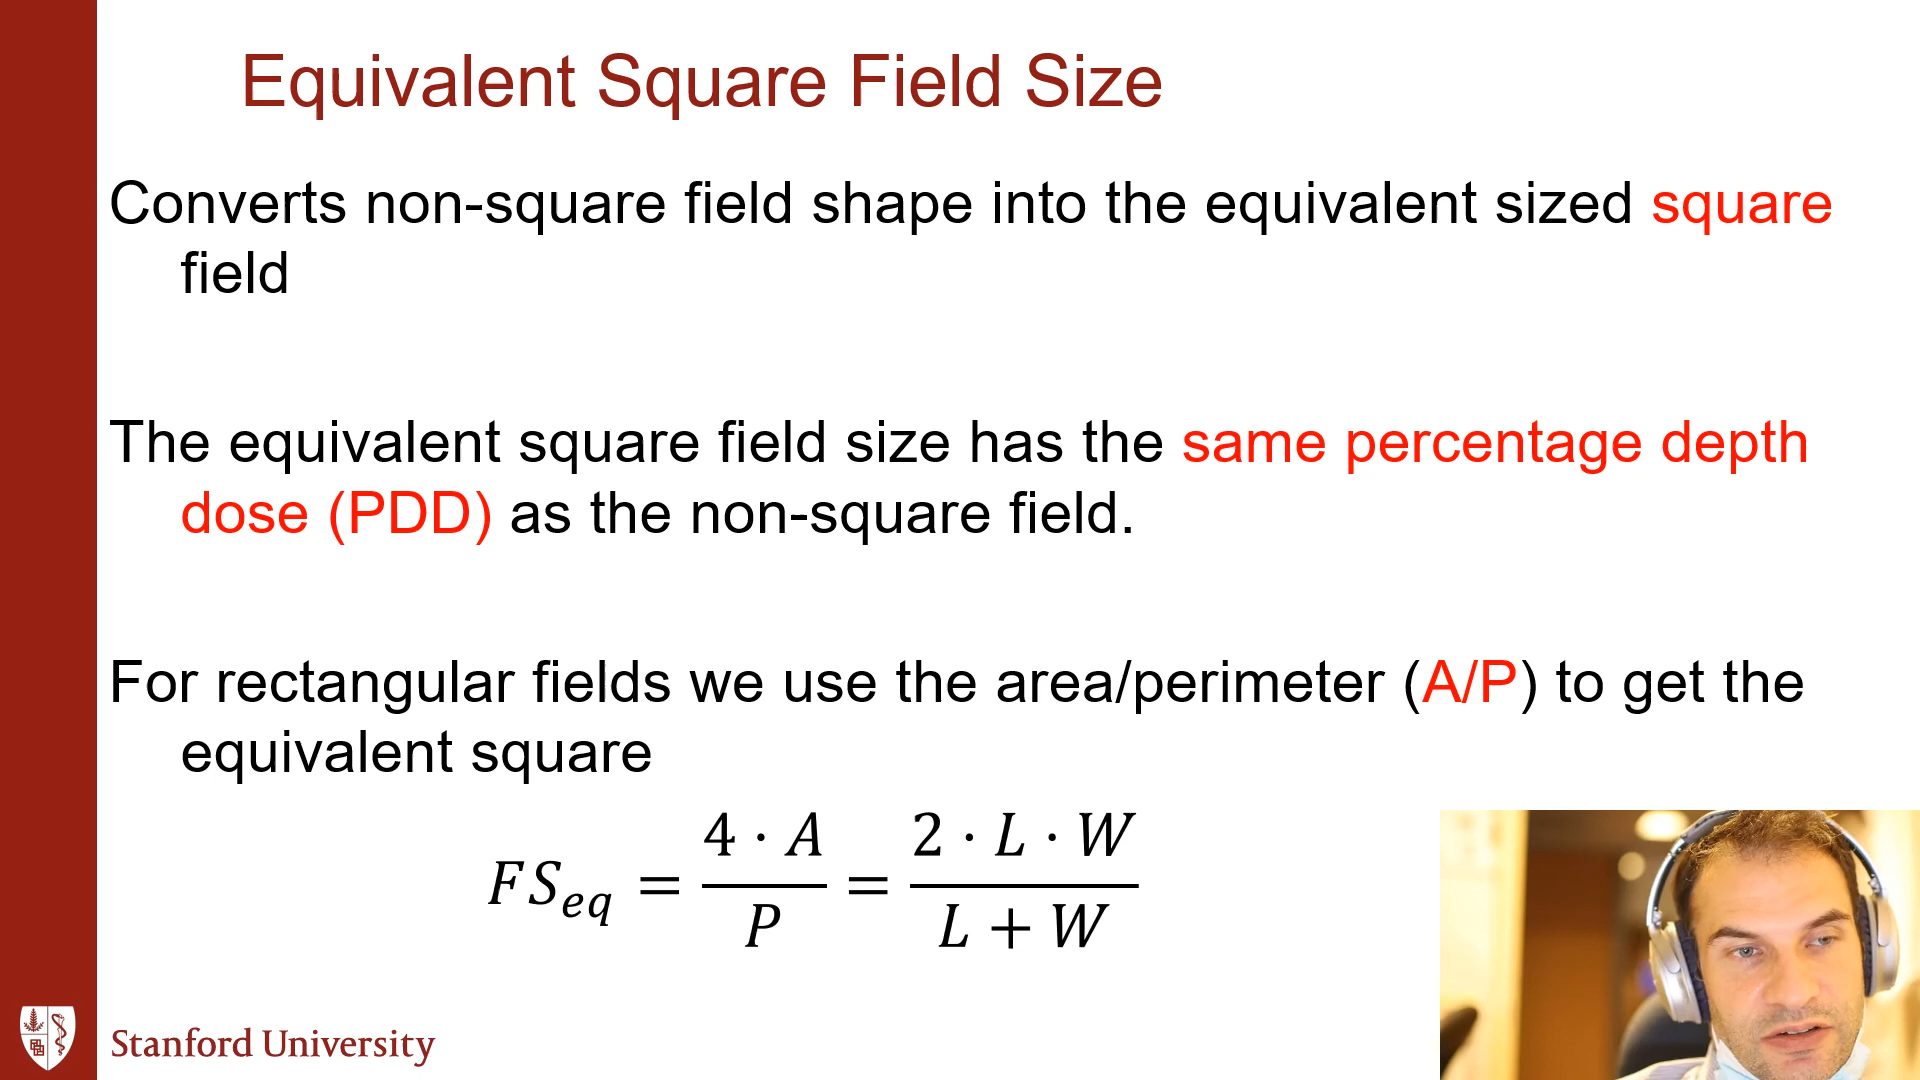 Equivalent Square Field Size
Converts non-square field shape into the equivalent sized square
field
The equivalent square field size has the same percentage depth
dose (PDD) as the non-square field.
For rectangular fields we use the area/perimeter (A/P) to get the
equivalent square
FS_eq = (4 · A)/P = (2 · L · W)/(L + W)
Stanford University